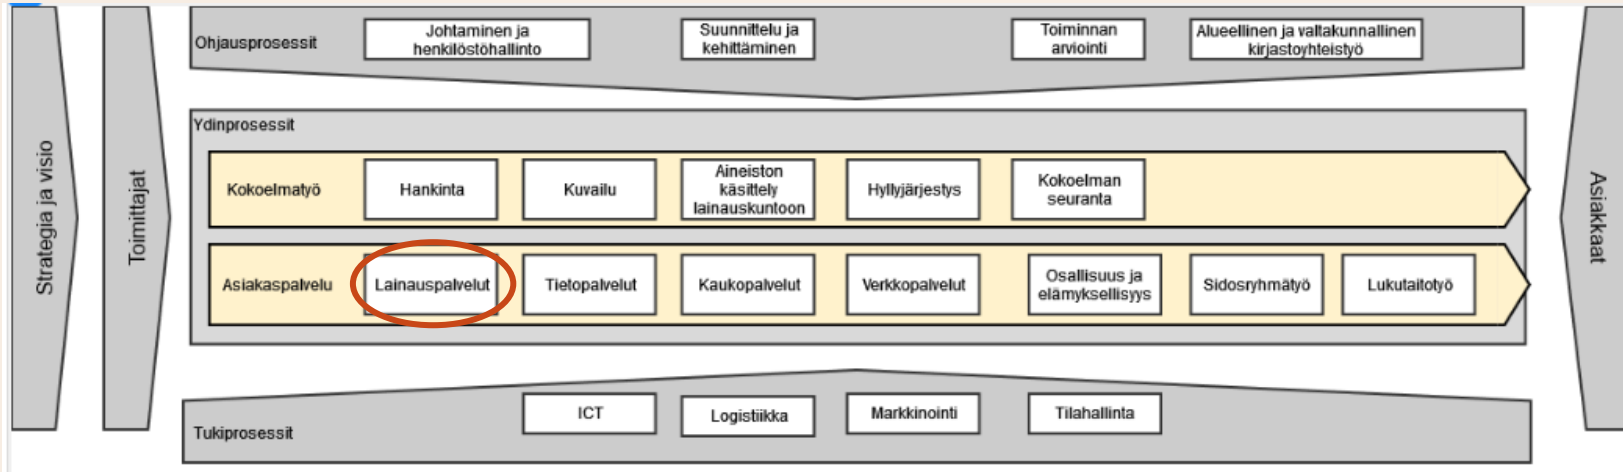 Strategia ja visio
Toimittajat
Ohjausprosessit
Johtaminen ja
henkilöstöhallinto
Suunnittelu ja
kehittäminen
Toiminnan
arviointi
Alueellinen ja valtakunnallinen
kirjastoyhteistyö
Ydinprosessit
Kokoelmatyö
Hankinta
Kuvailu
Aineiston
käsittely
lainauskuntoon
Hyllyjärjestys
Kokoelman
seuranta
Asiakaspalvelu
Lainauspalvelut
Tietopalvelut
Kaukopalvelut
Verkkopalvelut
Osallisuus ja
elämyksellisyys
Sidosryhmätyö
Lukutaitotyö
Tukiprosessit
ICT
Logistiikka
Markkinointi
Tilahallinta
Asiakkaat